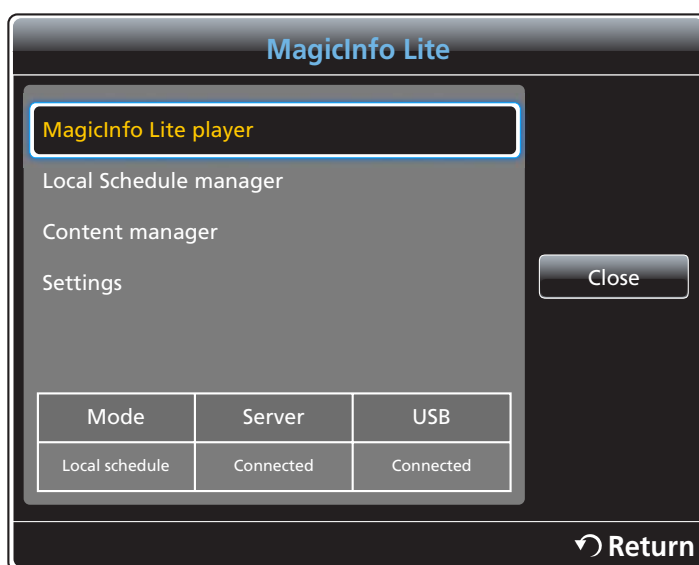 MagicInfo Lite
MagicInfo Lite player
Local Schedule manager
Content manager
Settings
Close
Mode Server USB
Local schedule Connected Connected
Return